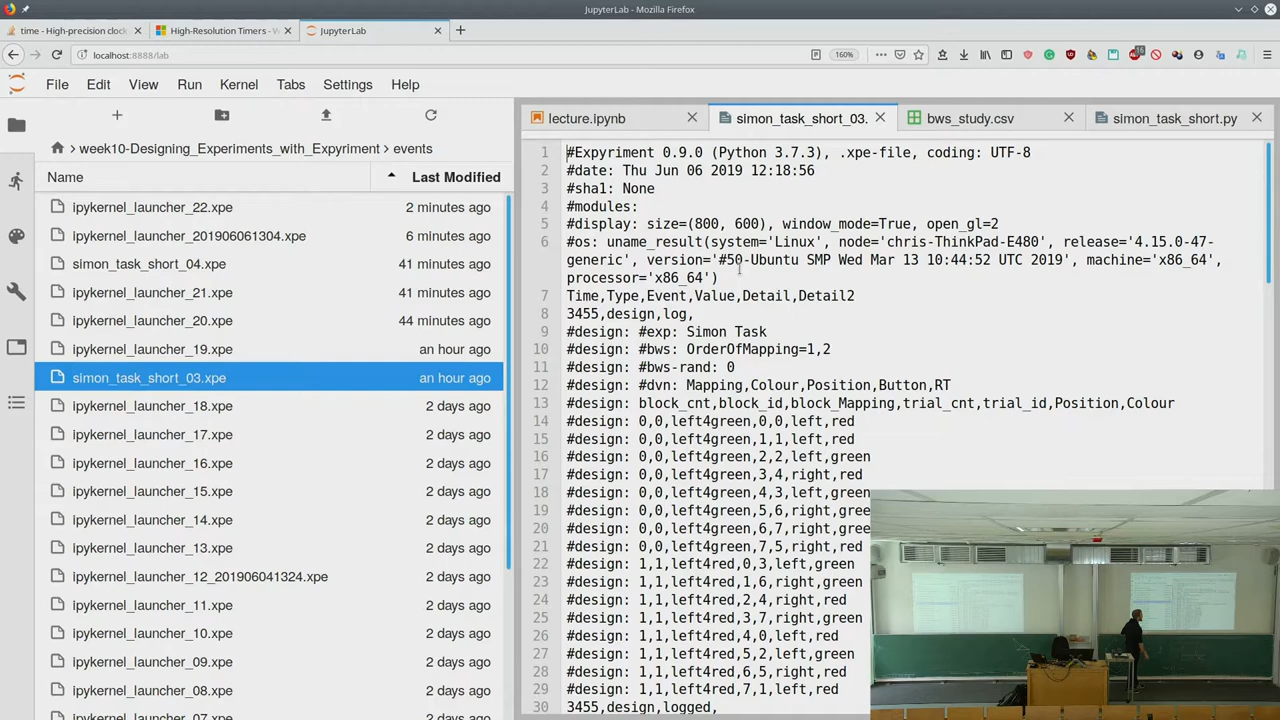 JupyterLab - Mozilla Firefox
time - High-precision clock
High-Resolution Timers - W
JupyterLab
localhost:8888/lab
160%
16
File Edit View Run Kernel Tabs Settings Help
week10-Designing_Experiments_with_Expyriment > events
Name Last Modified
ipykernel_launcher_22.xpe 2 minutes ago
ipykernel_launcher_201906061304.xpe 6 minutes ago
simon_task_short_04.xpe 41 minutes ago
ipykernel_launcher_21.xpe 41 minutes ago
ipykernel_launcher_20.xpe 44 minutes ago
ipykernel_launcher_19.xpe an hour ago
simon_task_short_03.xpe an hour ago
ipykernel_launcher_18.xpe 2 days ago
ipykernel_launcher_17.xpe 2 days ago
ipykernel_launcher_16.xpe 2 days ago
ipykernel_launcher_15.xpe 2 days ago
ipykernel_launcher_14.xpe 2 days ago
ipykernel_launcher_13.xpe 2 days ago
ipykernel_launcher_12_201906041324.xpe 2 days ago
ipykernel_launcher_11.xpe 2 days ago
ipykernel_launcher_10.xpe 2 days ago
ipykernel_launcher_09.xpe 2 days ago
ipykernel_launcher_08.xpe 2 days ago
ipykernel_launcher_07.xpe 2 days ago
lecture.ipynb
simon_task_short_03.
bws_study.csv
simon_task_short.py
1 #Expyriment 0.9.0 (Python 3.7.3), .xpe-file, coding: UTF-8
2 #date: Thu Jun 06 2019 12:18:56
3 #sha1: None
4 #modules:
5 #display: size=(800, 600), window_mode=True, open_gl=2
6 #os: uname_result(system='Linux', node='chris-ThinkPad-E480', release='4.15.0-47-
generic', version='#50-Ubuntu SMP Wed Mar 13 10:44:52 UTC 2019', machine='x86_64',
processor='x86_64')
7 Time,Type,Event,Value,Detail,Detail2
8 3455,design,log,
9 #design: #exp: Simon Task
10 #design: #bws: OrderOfMapping=1,2
11 #design: #bws-rand: 0
12 #design: #dvn: Mapping,Colour,Position,Button,RT
13 #design: block_cnt,block_id,block_Mapping,trial_cnt,trial_id,Position,Colour
14 #design: 0,0,left4green,0,0,left,red
15 #design: 0,0,left4green,1,1,left,red
16 #design: 0,0,left4green,2,2,left,green
17 #design: 0,0,left4green,3,4,right,red
18 #design: 0,0,left4green,4,3,left,green
19 #design: 0,0,left4green,5,6,right,gre
20 #design: 0,0,left4green,6,7,right,gree
21 #design: 0,0,left4green,7,5,right,red
22 #design: 1,1,left4red,0,3,left,green
23 #design: 1,1,left4red,1,6,right,green
24 #design: 1,1,left4red,2,4,right,red
25 #design: 1,1,left4red,3,7,right,green
26 #design: 1,1,left4red,4,0,left,red
27 #design: 1,1,left4red,5,2,left,green
28 #design: 1,1,left4red,6,5,right,red
29 #design: 1,1,left4red,7,1,left,red
30 3455,design,logged,